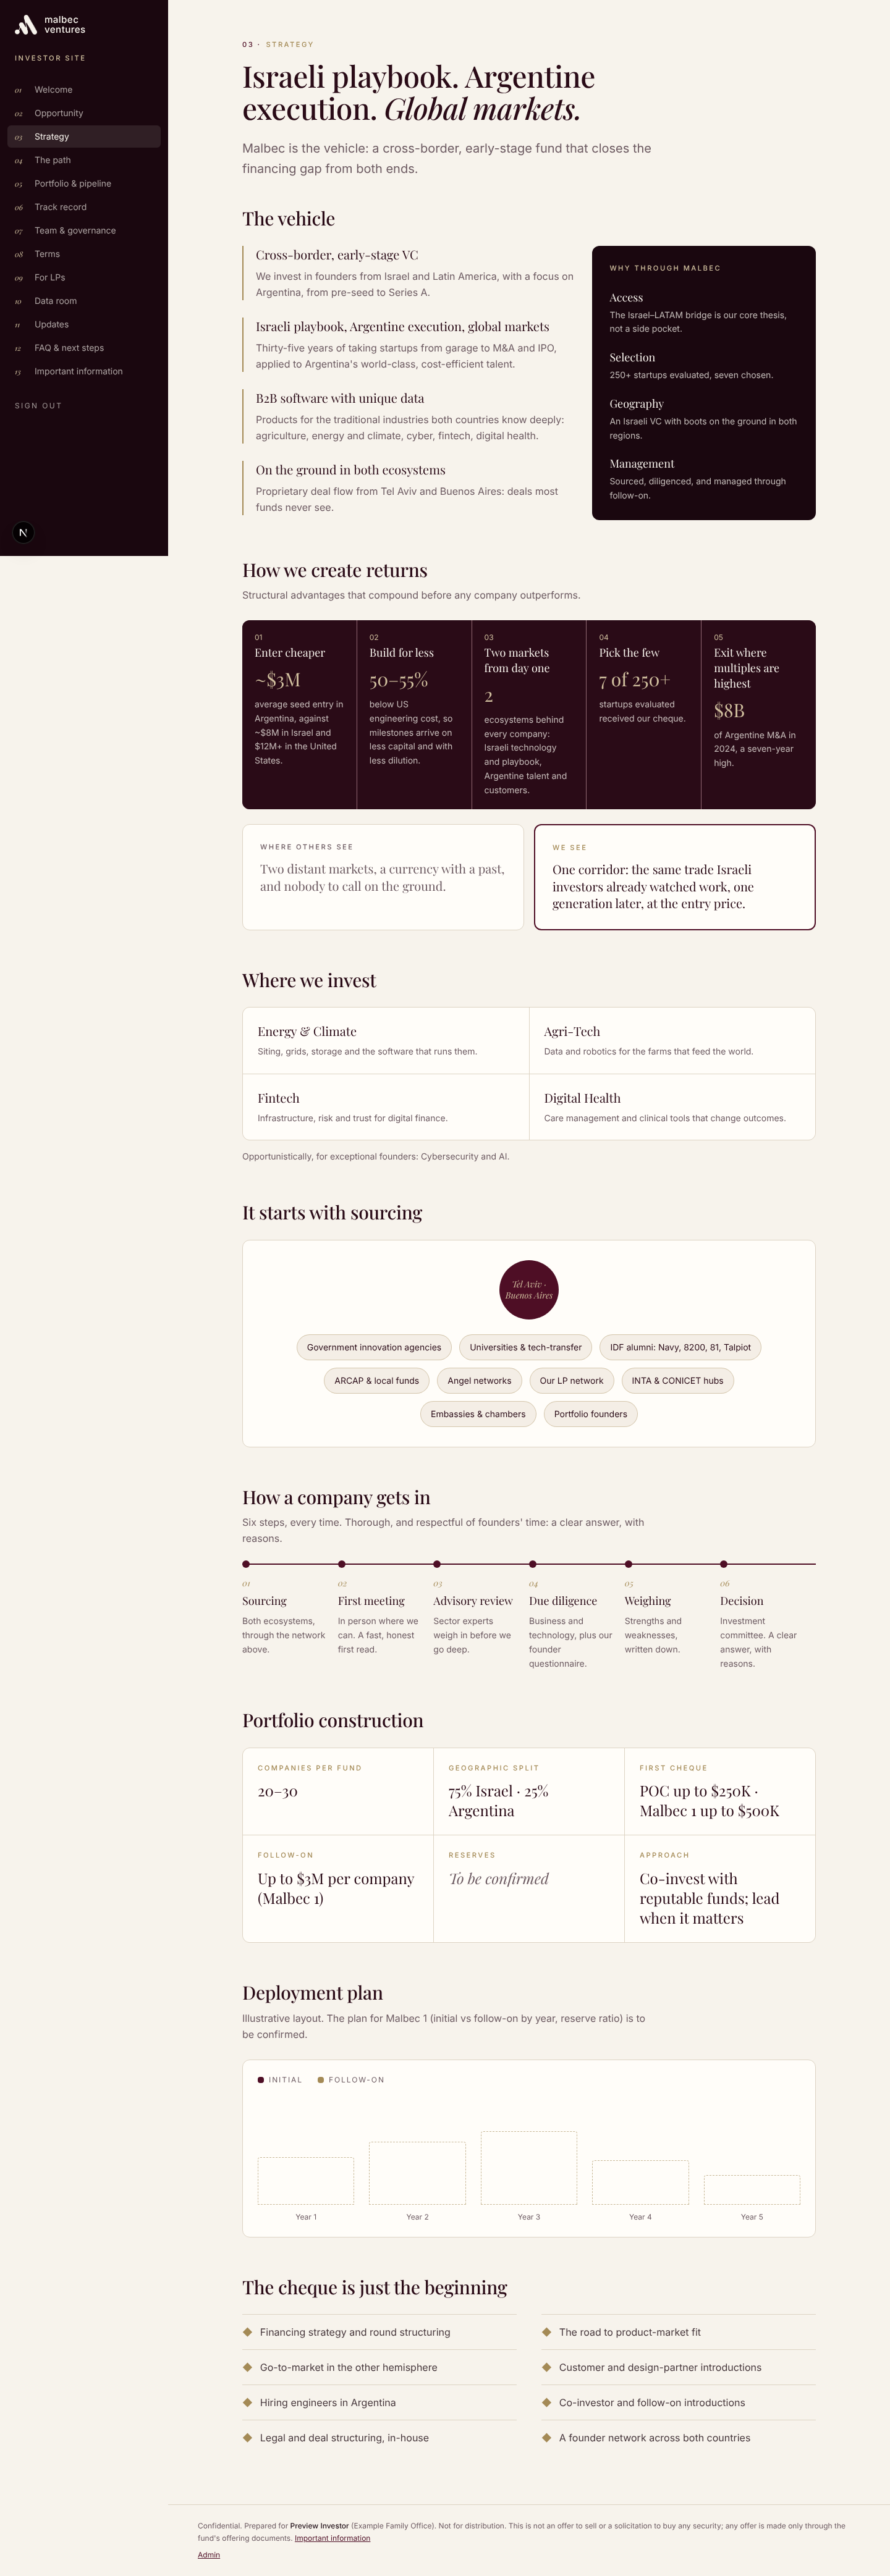 malbec
ventures
INVESTOR SITE
01 Welcome
02 Opportunity
03 Strategy
04 The path
05 Portfolio & pipeline
06 Track record
07 Team & governance
08 Terms
09 For LPs
10 Data room
11 Updates
12 FAQ & next steps
13 Important information
SIGN OUT
N
03 · STRATEGY
Israeli playbook. Argentine
execution. Global markets.
Malbec is the vehicle: a cross-border, early-stage fund that closes the
financing gap from both ends.
The vehicle
Cross-border, early-stage VC
We invest in founders from Israel and Latin America, with a focus on
Argentina, from pre-seed to Series A.
Israeli playbook, Argentine execution, global markets
Thirty-five years of taking startups from garage to M&A and IPO,
applied to Argentina's world-class, cost-efficient talent.
B2B software with unique data
Products for the traditional industries both countries know deeply:
agriculture, energy and climate, cyber, fintech, digital health.
On the ground in both ecosystems
Proprietary deal flow from Tel Aviv and Buenos Aires: deals most
funds never see.
WHY THROUGH MALBEC
Access
The Israel–LATAM bridge is our core thesis,
not a side pocket.
Selection
250+ startups evaluated, seven chosen.
Geography
An Israeli VC with boots on the ground in both
regions.
Management
Sourced, diligenced, and managed through
follow-on.
How we create returns
Structural advantages that compound before any company outperforms.
01
Enter cheaper
~$3M
average seed entry in
Argentina, against
~$8M in Israel and
$12M+ in the United
States.
02
Build for less
50–55%
below US
engineering cost, so
milestones arrive on
less capital and with
less dilution.
03
Two markets
from day one
2
ecosystems behind
every company:
Israeli technology
and playbook,
Argentine talent and
customers.
04
Pick the few
7 of 250+
startups evaluated
received our cheque.
05
Exit where
multiples are
highest
$8B
of Argentine M&A in
2024, a seven-year
high.
WHERE OTHERS SEE
Two distant markets, a currency with a past,
and nobody to call on the ground.
WE SEE
One corridor: the same trade Israeli
investors already watched work, one
generation later, at the entry price.
Where we invest
Energy & Climate
Siting, grids, storage and the software that runs them.
Agri-Tech
Data and robotics for the farms that feed the world.
Fintech
Infrastructure, risk and trust for digital finance.
Digital Health
Care management and clinical tools that change outcomes.
Opportunistically, for exceptional founders: Cybersecurity and AI.
It starts with sourcing
Tel Aviv ·
Buenos Aires
Government innovation agencies
Universities & tech-transfer
IDF alumni: Navy, 8200, 81, Talpiot
ARCAP & local funds
Angel networks
Our LP network
INTA & CONICET hubs
Embassies & chambers
Portfolio founders
How a company gets in
Six steps, every time. Thorough, and respectful of founders' time: a clear answer, with
reasons.
01
Sourcing
Both ecosystems,
through the network
above.
02
First meeting
In person where we
can. A fast, honest
first read.
03
Advisory review
Sector experts
weigh in before we
go deep.
04
Due diligence
Business and
technology, plus our
founder
questionnaire.
05
Weighing
Strengths and
weaknesses,
written down.
06
Decision
Investment
committee. A clear
answer, with
reasons.
Portfolio construction
COMPANIES PER FUND
20–30
GEOGRAPHIC SPLIT
75% Israel · 25%
Argentina
FIRST CHEQUE
POC up to $250K ·
Malbec 1 up to $500K
FOLLOW-ON
Up to $3M per company
(Malbec 1)
RESERVES
To be confirmed
APPROACH
Co-invest with
reputable funds; lead
when it matters
Deployment plan
Illustrative layout. The plan for Malbec 1 (initial vs follow-on by year, reserve ratio) is to
be confirmed.
INITIAL FOLLOW-ON
Year 1 Year 2 Year 3 Year 4 Year 5
The cheque is just the beginning
Financing strategy and round structuring
The road to product-market fit
Go-to-market in the other hemisphere
Customer and design-partner introductions
Hiring engineers in Argentina
Co-investor and follow-on introductions
Legal and deal structuring, in-house
A founder network across both countries
Confidential. Prepared for Preview Investor (Example Family Office). Not for distribution. This is not an offer to sell or a solicitation to buy any security; any offer is made only through the
fund's offering documents. Important information
Admin